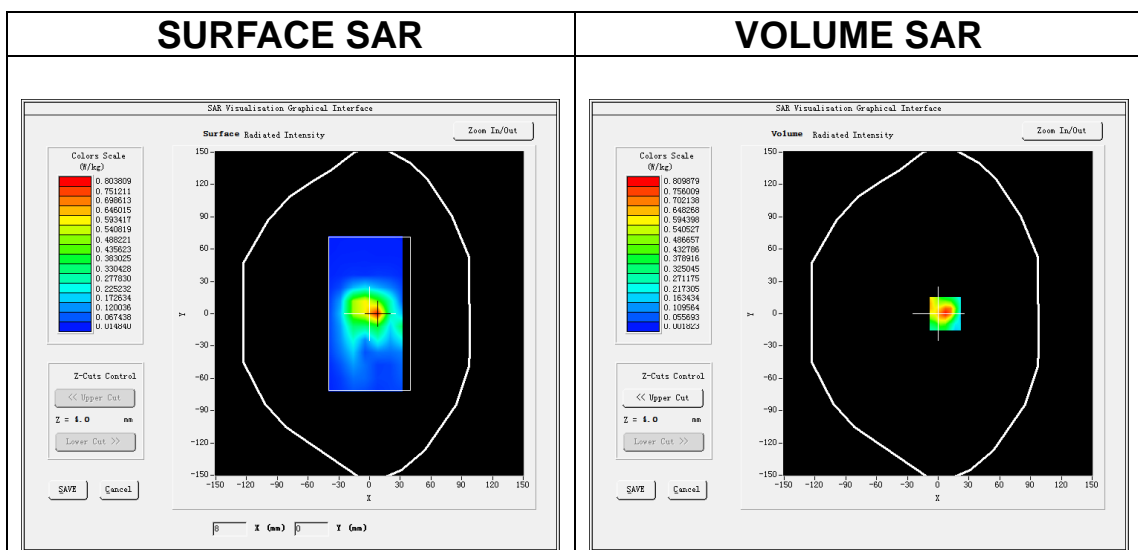 SURFACE SAR
VOLUME SAR
SAR Visualisation Graphical Interface
Surface Radiated Intensity
Zoom In/Out
Colors Scale
(W/kg)
0.803809
0.751211
0.698613
0.646015
0.593417
0.540819
0.488221
0.435623
0.383025
0.330428
0.277830
0.225232
0.172634
0.120036
0.067438
0.014840
150
120
90
60
30
0
-30
-60
-90
-120
-150
Y
-150 -120 -90 -60 -30 0 30 60 90 120 150
X
Z-Cuts Control
<< Upper Cut
Z = 4.0 mm
Lower Cut >>
SAVE
Cancel
8 X (mm) 0 Y (mm)
SAR Visualisation Graphical Interface
Volume Radiated Intensity
Zoom In/Out
Colors Scale
(W/kg)
0.809879
0.756009
0.702138
0.648268
0.594398
0.540527
0.486657
0.432786
0.378916
0.325045
0.271175
0.217305
0.163434
0.109564
0.055693
0.001823
150
120
90
60
30
0
-30
-60
-90
-120
-150
Y
-150 -120 -90 -60 -30 0 30 60 90 120 150
X
Z-Cuts Control
<< Upper Cut
Z = 4.0 mm
Lower Cut >>
SAVE
Cancel